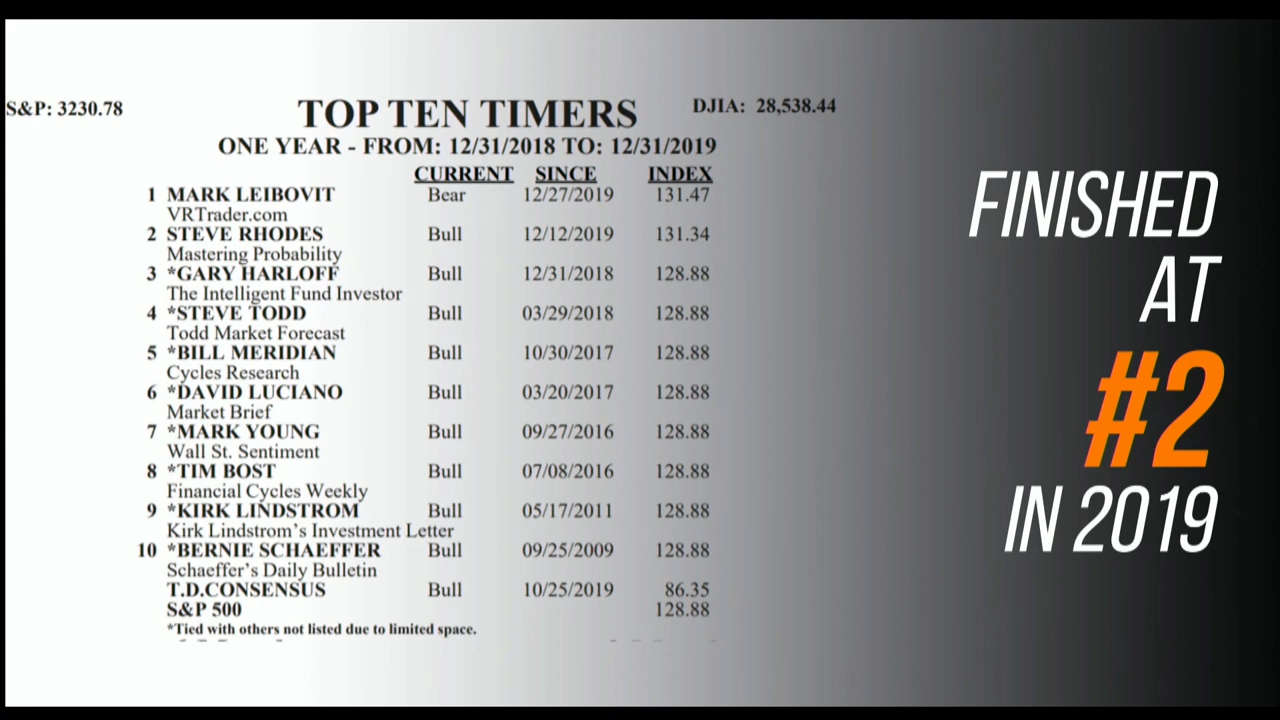 S&P: 3230.78
TOP TEN TIMERS
DJIA: 28,538.44
ONE YEAR - FROM: 12/31/2018 TO: 12/31/2019
CURRENT SINCE INDEX
1 MARK LEIBOVIT Bear 12/27/2019 131.47
VRTrader.com
2 STEVE RHODES Bull 12/12/2019 131.34
Mastering Probability
3 *GARY HARLOFF Bull 12/31/2018 128.88
The Intelligent Fund Investor
4 *STEVE TODD Bull 03/29/2018 128.88
Todd Market Forecast
5 *BILL MERIDIAN Bull 10/30/2017 128.88
Cycles Research
6 *DAVID LUCIANO Bull 03/20/2017 128.88
Market Brief
7 *MARK YOUNG Bull 09/27/2016 128.88
Wall St. Sentiment
8 *TIM BOST Bull 07/08/2016 128.88
Financial Cycles Weekly
9 *KIRK LINDSTROM Bull 05/17/2011 128.88
Kirk Lindstrom's Investment Letter
10 *BERNIE SCHAEFFER Bull 09/25/2009 128.88
Schaeffer's Daily Bulletin
T.D.CONSENSUS Bull 10/25/2019 86.35
S&P 500 128.88
*Tied with others not listed due to limited space.
FINISHED
AT
#2
IN 2019